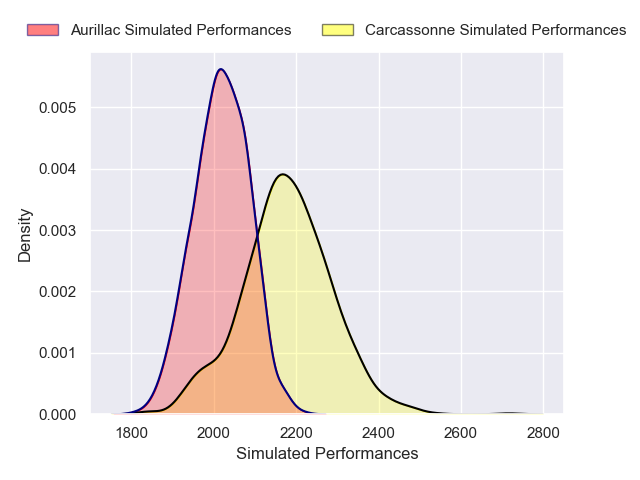 Aurillac Simulated Performances
Carcassonne Simulated Performances
0.005
0.004
0.003
0.002
0.001
0.000
Density
1800 2000 2200 2400 2600 2800
Simulated Performances